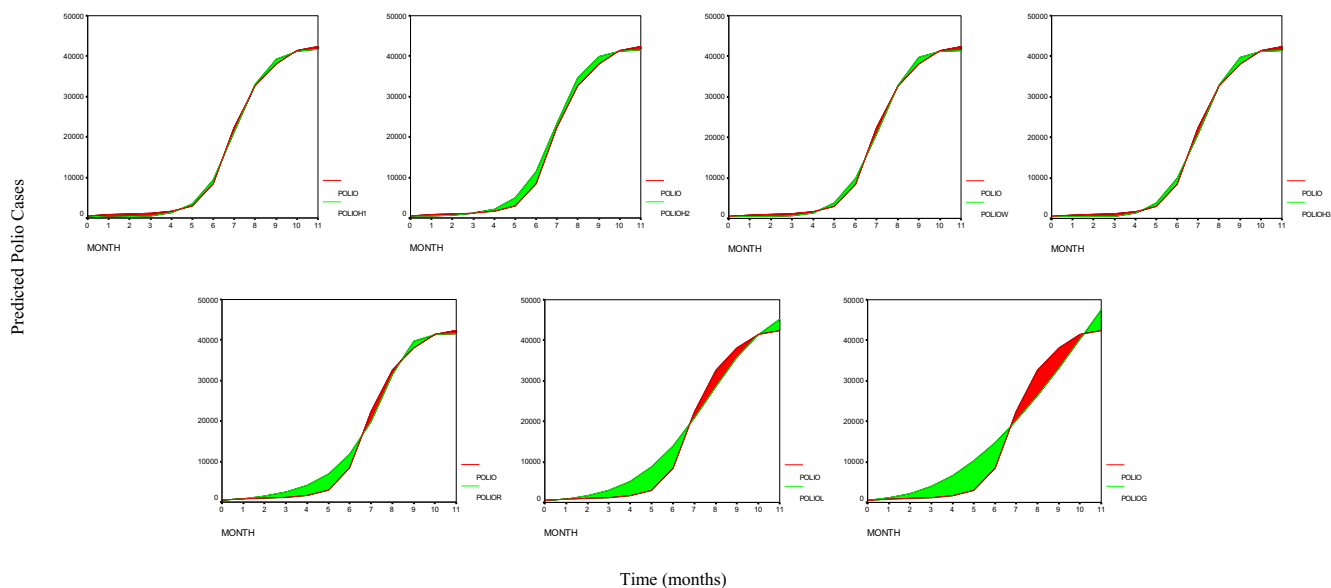 Predicted Polio Cases
50000
40000
30000
20000
10000
0
0 1 2 3 4 5 6 7 8 9 10 11
MONTH
POLIO
POLIOH1
50000
40000
30000
20000
10000
0
0 1 2 3 4 5 6 7 8 9 10 11
MONTH
POLIO
POLIOH2
50000
40000
30000
20000
10000
0
0 1 2 3 4 5 6 7 8 9 10 11
MONTH
POLIO
POLIOW
50000
40000
30000
20000
10000
0
0 1 2 3 4 5 6 7 8 9 10 11
MONTH
POLIO
POLIOH3
50000
40000
30000
20000
10000
0
0 1 2 3 4 5 6 7 8 9 10 11
MONTH
POLIO
POLIOR
50000
40000
30000
20000
10000
0
0 1 2 3 4 5 6 7 8 9 10 11
MONTH
POLIO
POLIOL
50000
40000
30000
20000
10000
0
0 1 2 3 4 5 6 7 8 9 10 11
MONTH
POLIO
POLIOG
Time (months)